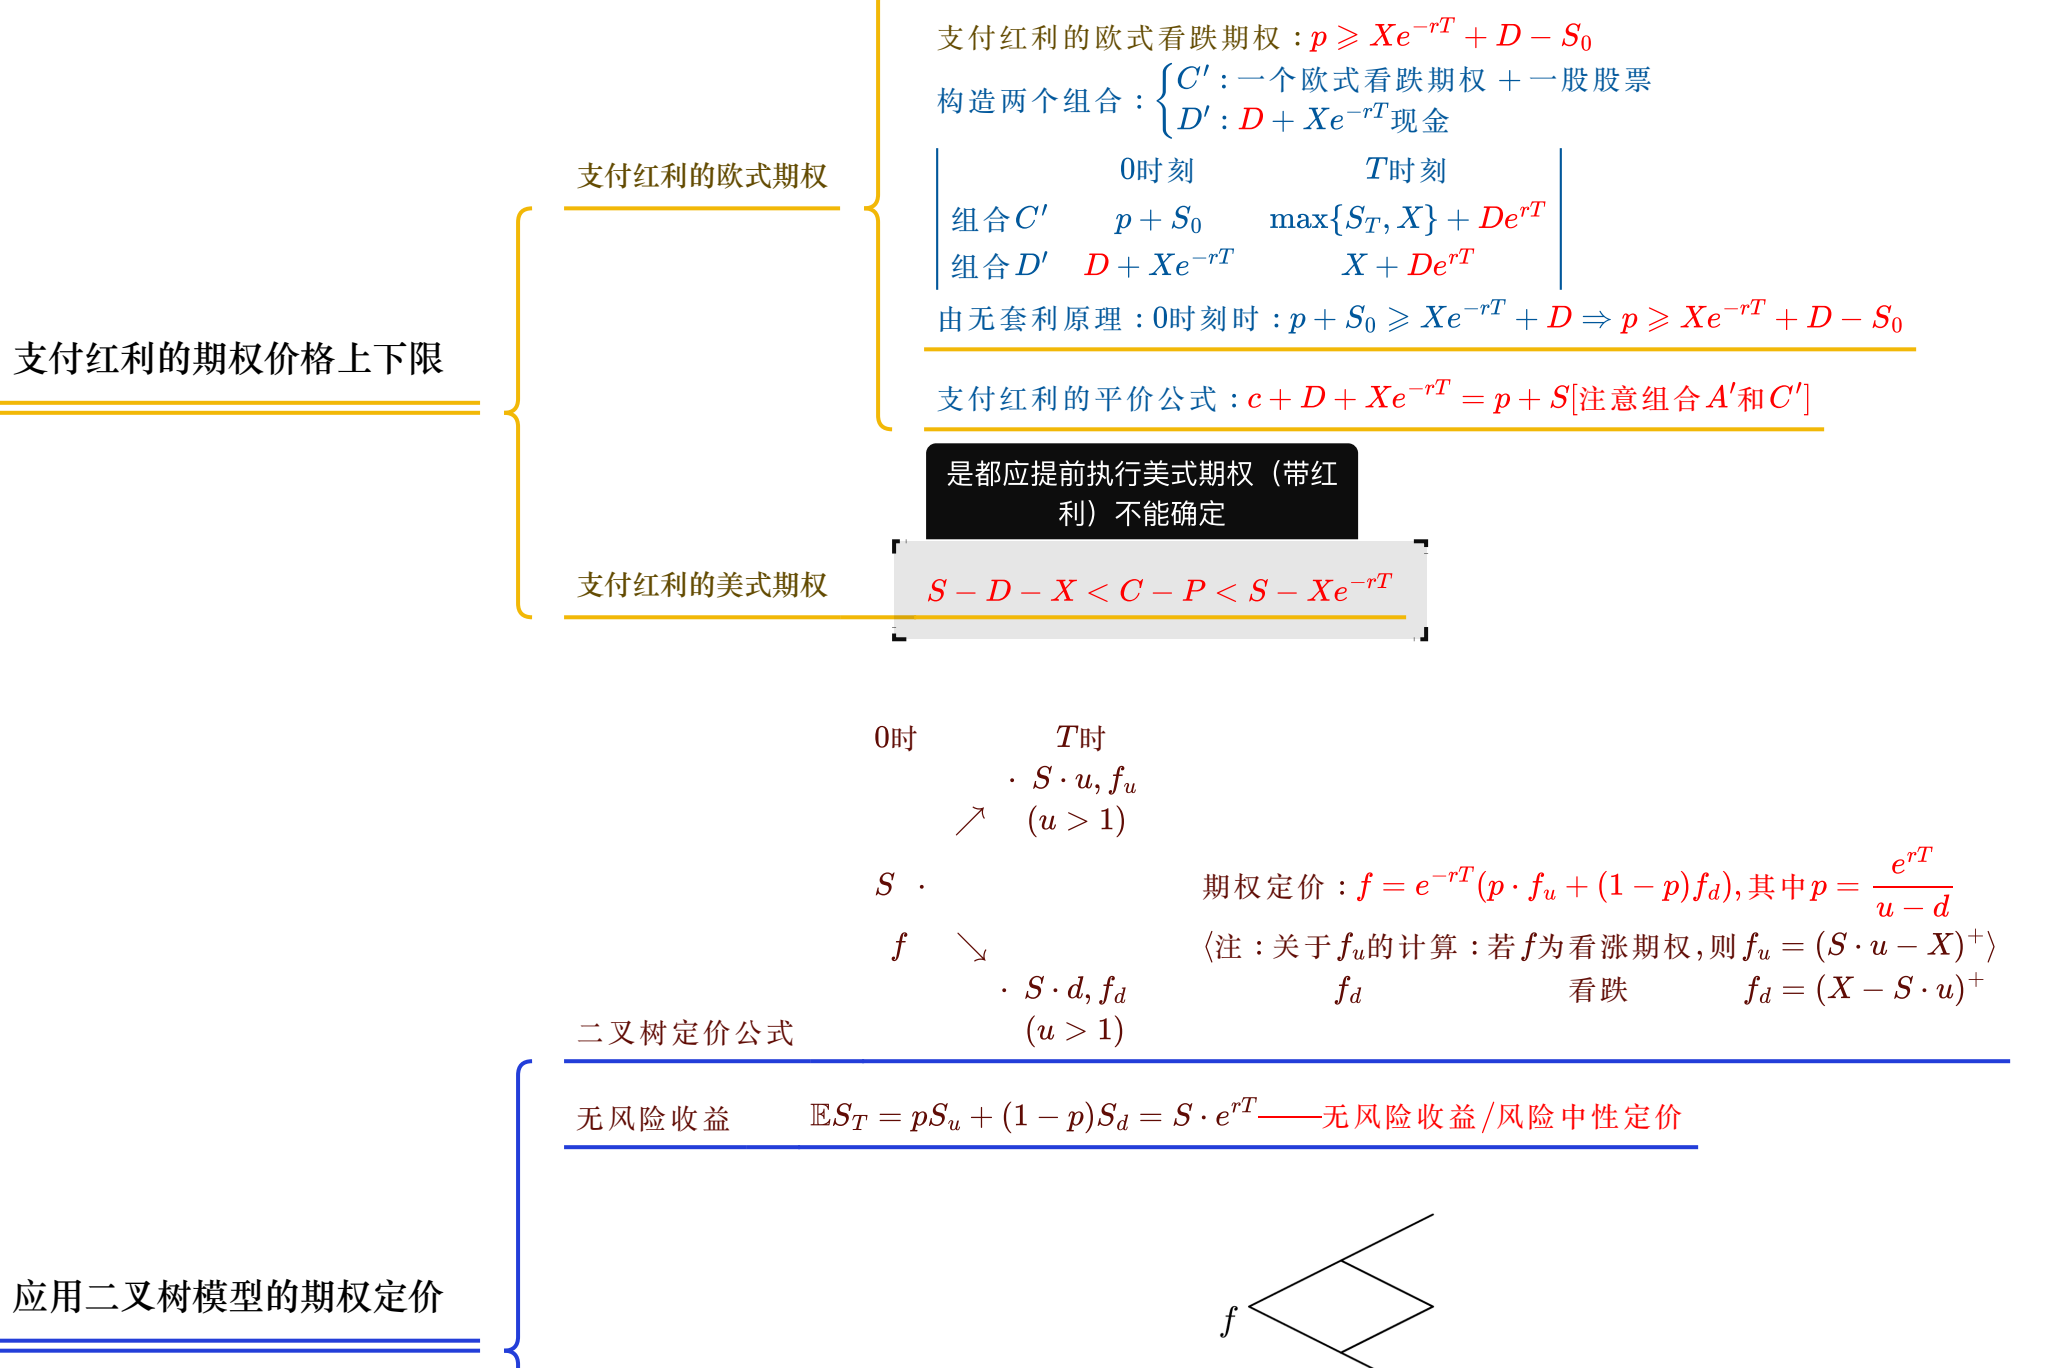 支付红利的欧式看跌期权：p ⩾ Xe^{-rT} + D − S_0
构造两个组合：{ C′：一个欧式看跌期权 + 一股股票
D′：D + Xe^{-rT}现金
0时刻 T时刻
组合C′ p + S_0 max{S_T, X} + De^{rT}
组合D′ D + Xe^{-rT} X + De^{rT}
由无套利原理：0时刻时：p + S_0 ⩾ Xe^{-rT} + D ⇒ p ⩾ Xe^{-rT} + D − S_0
支付红利的欧式期权
支付红利的平价公式：c + D + Xe^{-rT} = p + S[注意组合A′和C′]
支付红利的期权价格上下限
是都应提前执行美式期权（带红
利）不能确定
支付红利的美式期权
S − D − X < C − P < S − Xe^{-rT}
0时 T时
· S · u, f_u
↗ (u > 1)
S ·
f ↘
· S · d, f_d
(u > 1)
期权定价：f = e^{-rT}(p · f_u + (1 − p)f_d), 其中p = \frac{e^{rT}}{u − d}
⟨注：关于f_u的计算：若f为看涨期权, 则f_u = (S · u − X)^+⟩
f_d 看跌 f_d = (X − S · u)^+
二叉树定价公式
无风险收益
𝔼S_T = pS_u + (1 − p)S_d = S · e^{rT}——无风险收益/风险中性定价
应用二叉树模型的期权定价
f